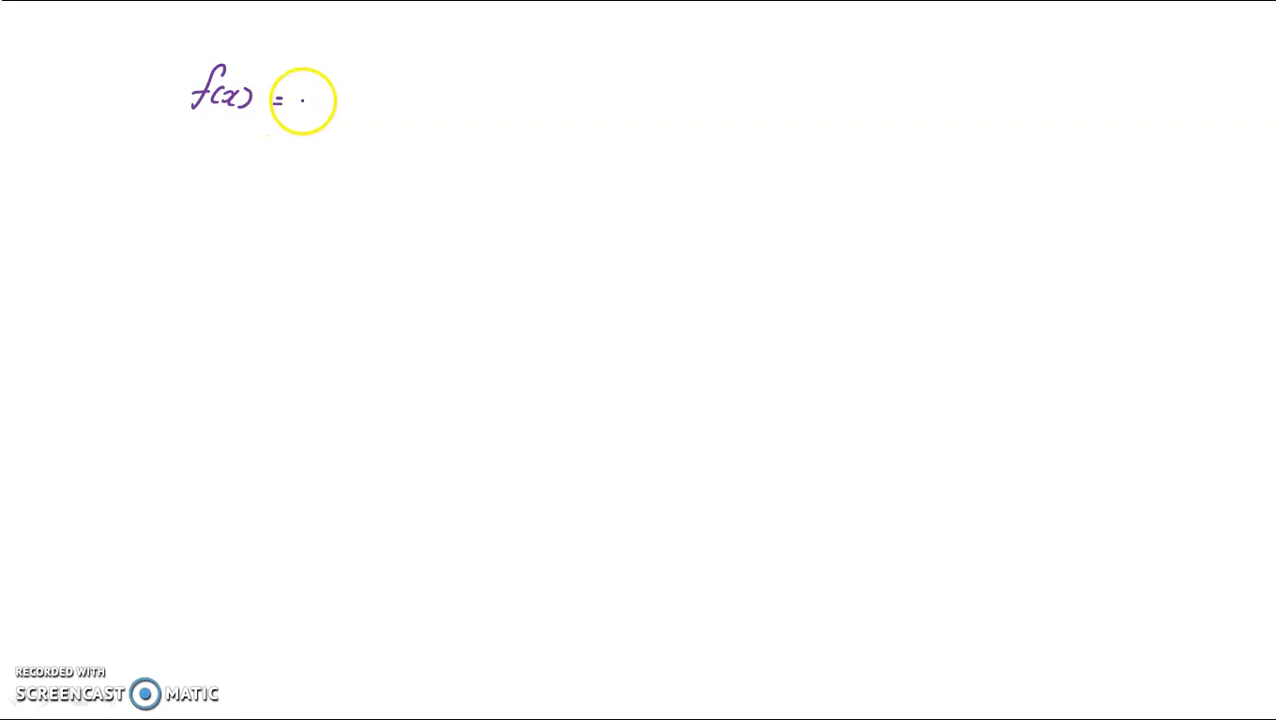 f(x) =
RECORDED WITH
SCREENCAST MATIC